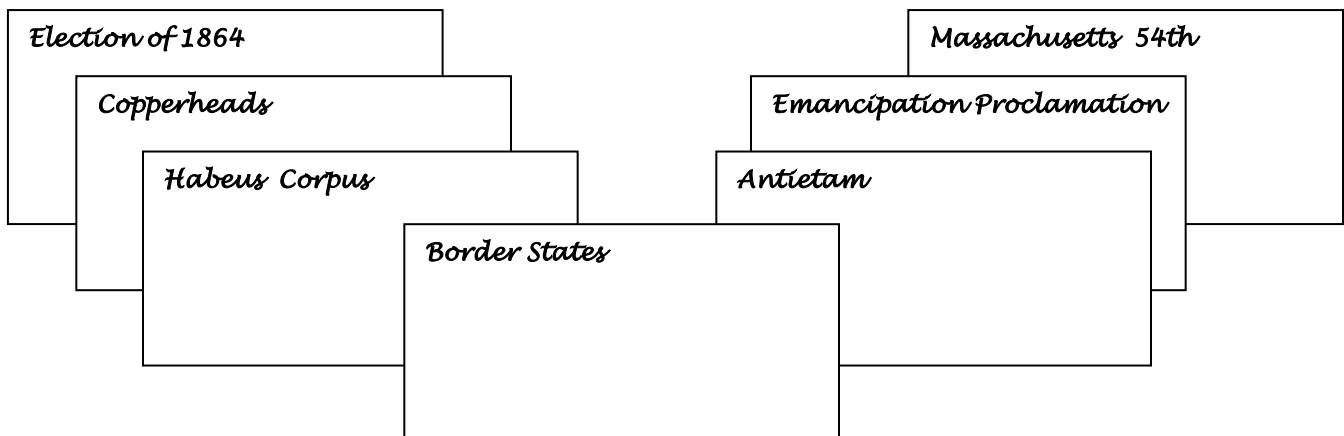 Election of 1864
Massachusetts 54th
Copperheads
Emancipation Proclamation
Habeus Corpus
Antietam
Border States